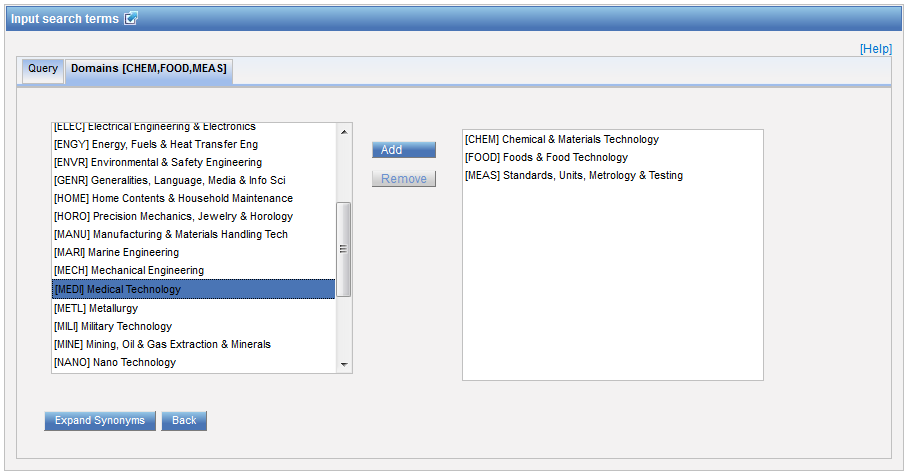 Input search terms
[Help]
Query
Domains [CHEM,FOOD,MEAS]
[ELEC] Electrical Engineering & Electronics
[ENGY] Energy, Fuels & Heat Transfer Eng
[ENVR] Environmental & Safety Engineering
[GENR] Generalities, Language, Media & Info Sci
[HOME] Home Contents & Household Maintenance
[HORO] Precision Mechanics, Jewelry & Horology
[MANU] Manufacturing & Materials Handling Tech
[MARI] Marine Engineering
[MECH] Mechanical Engineering
[MEDI] Medical Technology
[METL] Metallurgy
[MILI] Military Technology
[MINE] Mining, Oil & Gas Extraction & Minerals
[NANO] Nano Technology
Add
Remove
[CHEM] Chemical & Materials Technology
[FOOD] Foods & Food Technology
[MEAS] Standards, Units, Metrology & Testing
Expand Synonyms
Back